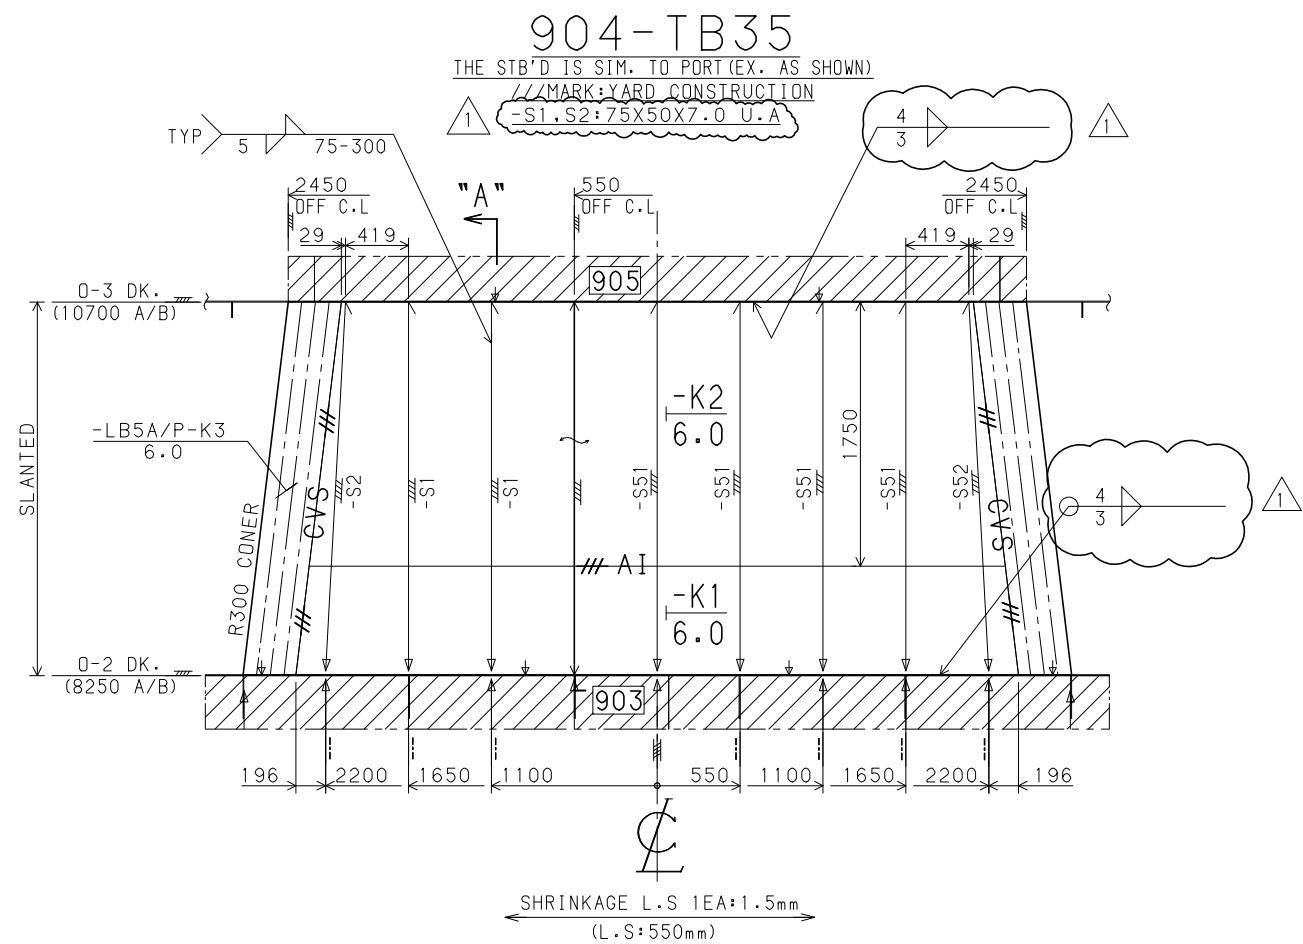 904-TB35
THE STB'D IS SIM. TO PORT(EX. AS SHOWN)
///MARK:YARD CONSTRUCTION
-S1,S2:75X50X7.0 U.A
1
4
3
1
TYP
5
75-300
"A"
2450
OFF C.L
550
OFF C.L
2450
OFF C.L
29
419
419
29
905
0-3 DK.
(10700 A/B)
SLANTED
-LB5A/P-K3
6.0
R300 CONER
CVS
-S2
-S1
-S1
-K2
6.0
-S51
-S51
-S51
1750
-S51
-S52
CVS
4
3
1
AI
-K1
6.0
0-2 DK.
(8250 A/B)
903
196
2200
1650
1100
550
1100
1650
2200
196
℄
SHRINKAGE L.S 1EA:1.5mm
(L.S:550mm)